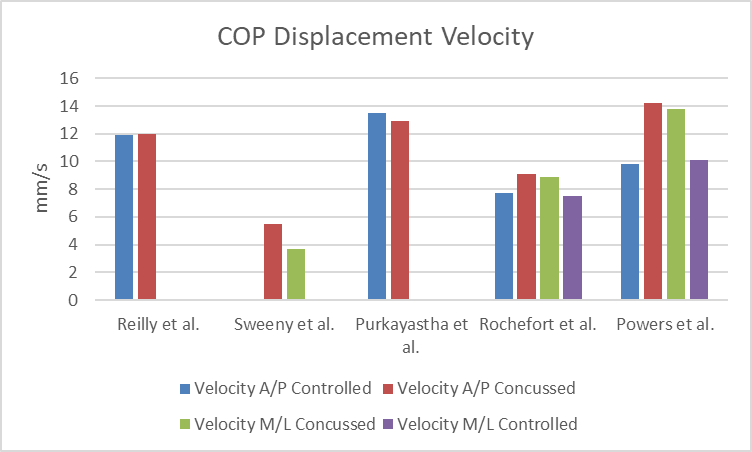 COP Displacement Velocity
16
14
12
10
8
6
4
2
0
mm/s
Reilly et al.
Sweeny et al.
Purkayastha et
al.
Rochefort et al.
Powers et al.
Velocity A/P Controlled
Velocity A/P Concussed
Velocity M/L Concussed
Velocity M/L Controlled